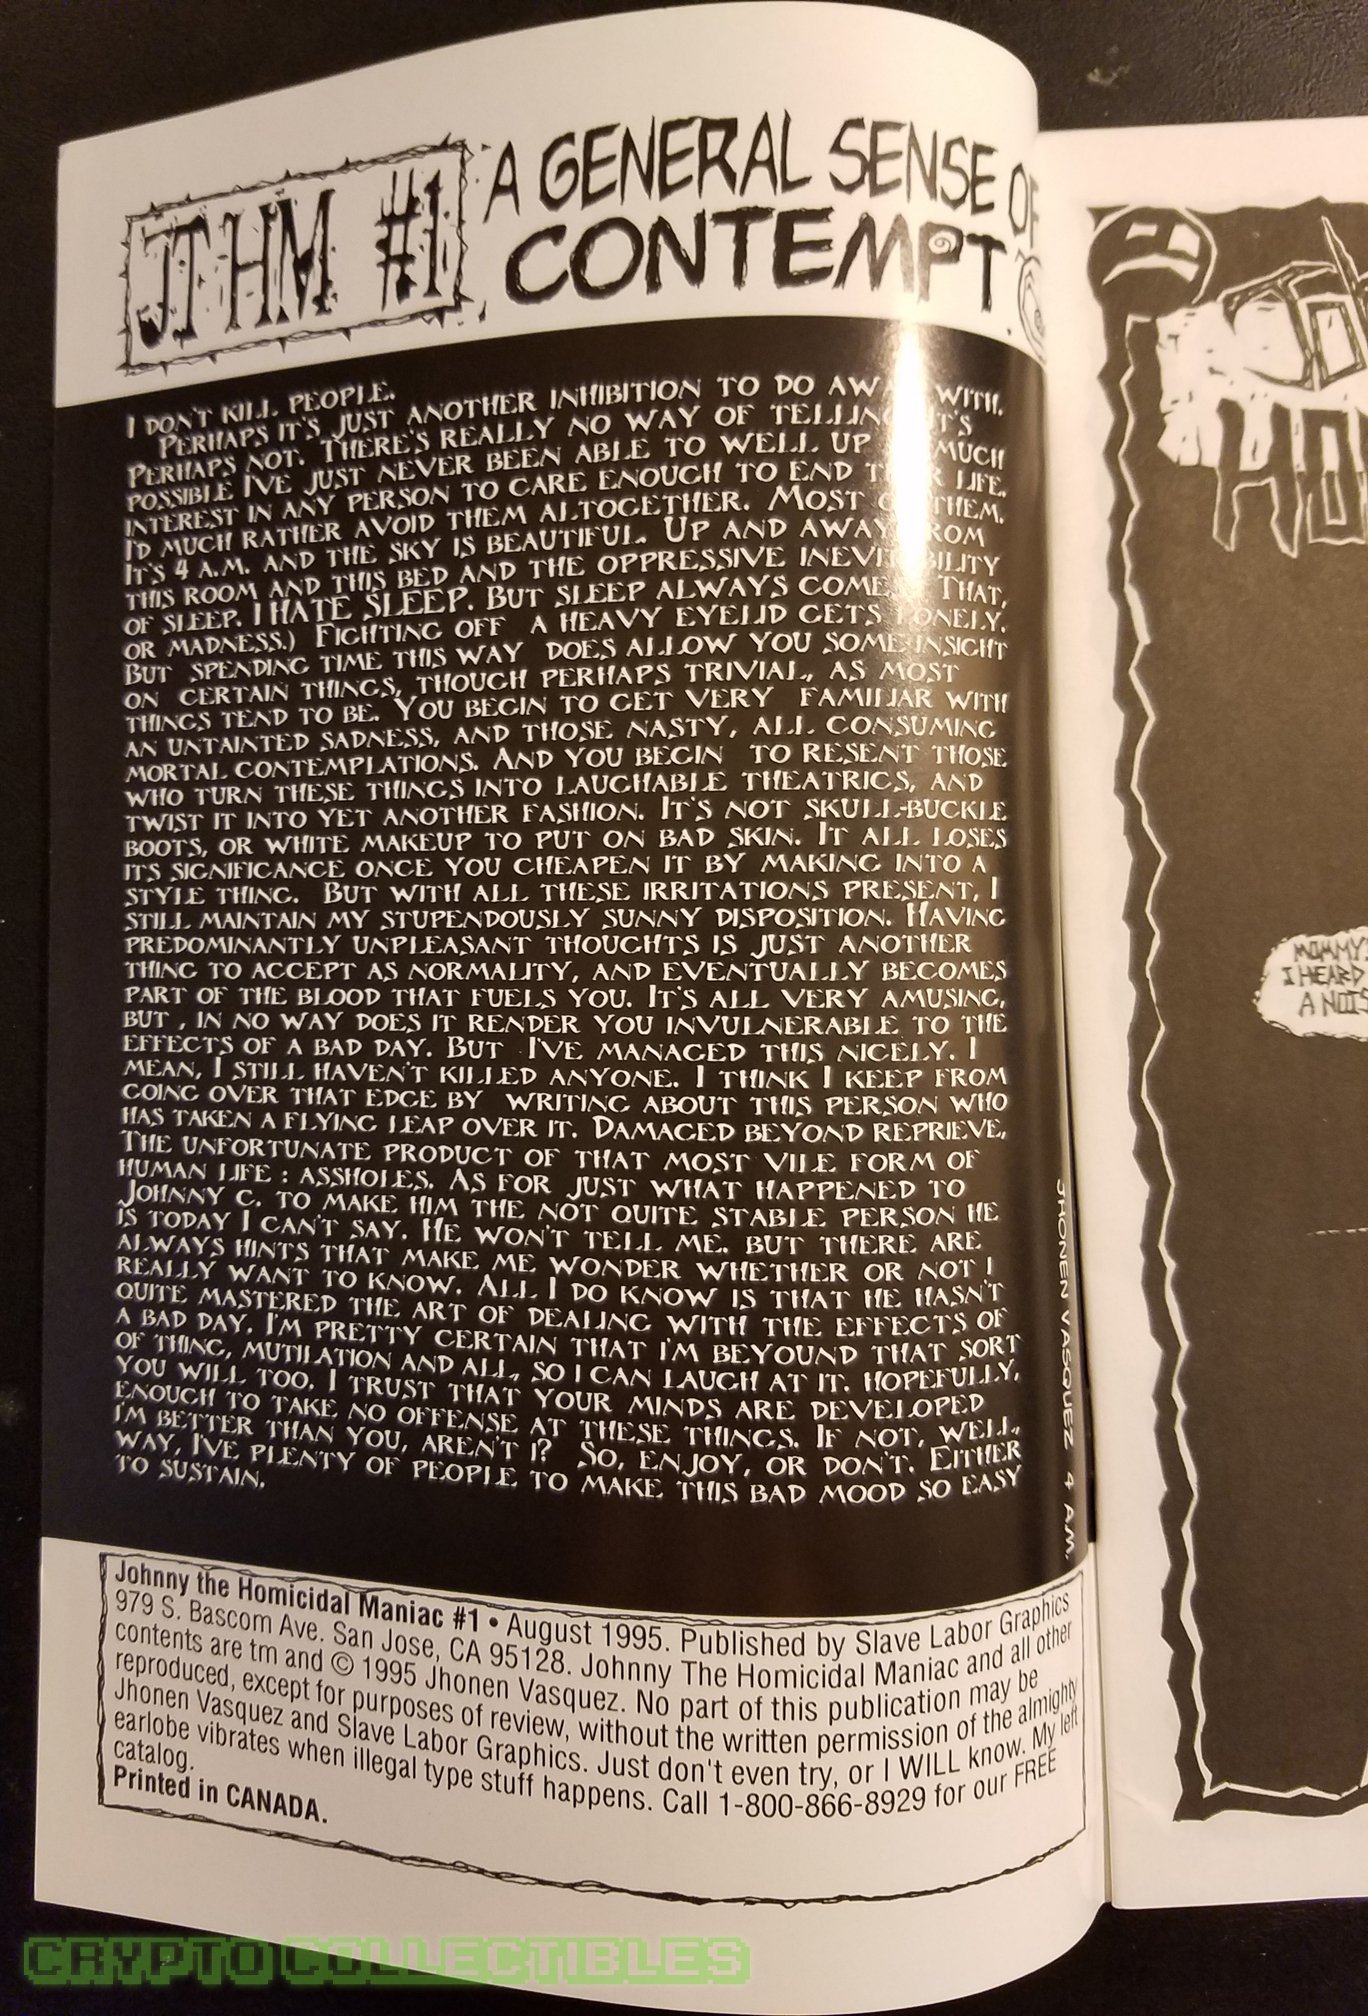 JTHM #1
A GENERAL SENSE OF
CONTEMPT.
I DON'T KILL PEOPLE.
PERHAPS IT'S JUST ANOTHER INHIBITION TO DO AWAY WITH.
PERHAPS NOT. THERE'S REALLY NO WAY OF TELLING IT'S
POSSIBLE I'VE JUST NEVER BEEN ABLE TO WELL UP MUCH
INTEREST IN ANY PERSON TO CARE ENOUGH TO END THEIR LIFE.
I'D MUCH RATHER AVOID THEM ALTOGETHER. MOST OF THEM.
IT'S 4 A.M. AND THE SKY IS BEAUTIFUL. UP AND AWAY FROM
THIS ROOM AND THIS BED AND THE OPPRESSIVE INEVITABILITY
OF SLEEP. I HATE SLEEP. BUT SLEEP ALWAYS COMES THAT,
OR MADNESS.) FIGHTING OFF A HEAVY EYELID GETS LONELY.
BUT SPENDING TIME THIS WAY DOES ALLOW YOU SOME INSIGHT
ON CERTAIN THINGS, THOUGH PERHAPS TRIVIAL, AS MOST
THINGS TEND TO BE. YOU BEGIN TO GET VERY FAMILIAR WITH
AN UNTAINTED SADNESS, AND THOSE NASTY, ALL CONSUMING
MORTAL CONTEMPLATIONS. AND YOU BEGIN TO RESENT THOSE
WHO TURN THESE THINGS INTO LAUGHABLE THEATRICS, AND
TWIST IT INTO YET ANOTHER FASHION. IT'S NOT SKULL-BUCKLE
BOOTS, OR WHITE MAKEUP TO PUT ON BAD SKIN. IT ALL LOSES
ITS SIGNIFICANCE ONCE YOU CHEAPEN IT BY MAKING INTO A
STYLE THING. BUT WITH ALL THESE IRRITATIONS PRESENT, I
STILL MAINTAIN MY STUPENDOUSLY SUNNY DISPOSITION. HAVING
PREDOMINANTLY UNPLEASANT THOUGHTS IS JUST ANOTHER
THING TO ACCEPT AS NORMALITY, AND EVENTUALLY BECOMES
PART OF THE BLOOD THAT FUELS YOU. IT'S ALL VERY AMUSING,
BUT , IN NO WAY DOES IT RENDER YOU INVULNERABLE TO THE
EFFECTS OF A BAD DAY. BUT I'VE MANAGED THIS NICELY. I
MEAN, I STILL HAVEN'T KILLED ANYONE. I THINK I KEEP FROM
GOING OVER THAT EDGE BY WRITING ABOUT THIS PERSON WHO
HAS TAKEN A FLYING LEAP OVER IT. DAMAGED BEYOND REPRIEVE,
THE UNFORTUNATE PRODUCT OF THAT MOST VILE FORM OF
HUMAN LIFE : ASSHOLES. AS FOR JUST WHAT HAPPENED TO
JOHNNY C. TO MAKE HIM THE NOT QUITE STABLE PERSON HE
IS TODAY I CAN'T SAY. HE WON'T TELL ME. BUT THERE ARE
ALWAYS HINTS THAT MAKE ME WONDER WHETHER OR NOT I
REALLY WANT TO KNOW. ALL I DO KNOW IS THAT HE HASN'T
QUITE MASTERED THE ART OF DEALING WITH THE EFFECTS OF
A BAD DAY. I'M PRETTY CERTAIN THAT I'M BEYOUND THAT SORT
OF THING, MUTILATION AND ALL, SO I CAN LAUGH AT IT. HOPEFULLY,
YOU WILL TOO. I TRUST THAT YOUR MINDS ARE DEVELOPED
ENOUGH TO TAKE NO OFFENSE AT THESE THINGS. IF NOT, WELL,
I'M BETTER THAN YOU, AREN'T I? SO, ENJOY, OR DON'T. EITHER
WAY, I'VE PLENTY OF PEOPLE TO MAKE THIS BAD MOOD SO EASY
TO SUSTAIN.
JHONEN VASQUEZ 4 A.M.
Johnny the Homicidal Maniac #1 • August 1995. Published by Slave Labor Graphics
979 S. Bascom Ave. San Jose, CA 95128. Johnny The Homicidal Maniac and all other
contents are tm and © 1995 Jhonen Vasquez. No part of this publication may be
reproduced, except for purposes of review, without the written permission of the almighty
Jhonen Vasquez and Slave Labor Graphics. Just don't even try, or I WILL know. My left
earlobe vibrates when illegal type stuff happens. Call 1-800-866-8929 for our FREE
catalog.
Printed in CANADA.
MOMMY
I HEARD
A
CRYPTO COLLECTIBLES